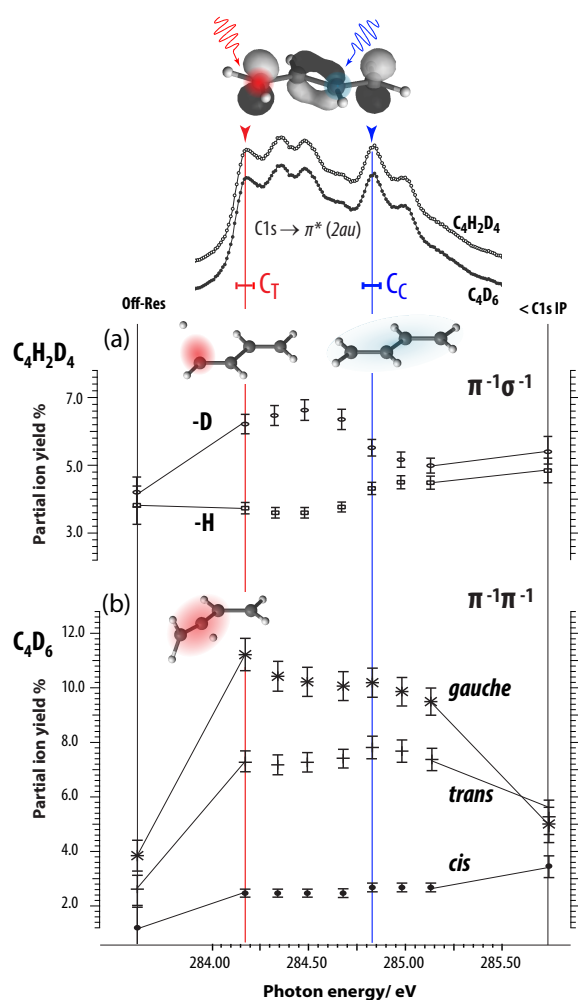 C₄H₂D₄
C1s → π* (2au)
C₄D₆
C_T
C_C
Off-Res
< C1s IP
(a)
C₄H₂D₄
π⁻¹σ⁻¹
7.0
-D
5.0
-H
3.0
Partial ion yield %
(b)
π⁻¹π⁻¹
C₄D₆
12.0
10.0
gauche
8.0
trans
6.0
4.0
cis
2.0
Partial ion yield %
284.00 284.50 285.00 285.50
Photon energy/ eV